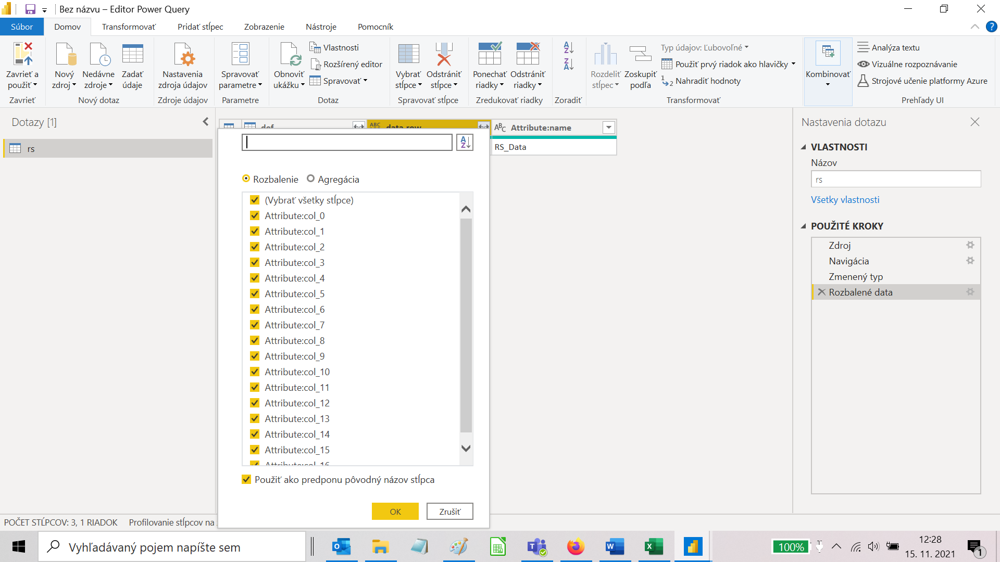 Bez názvu – Editor Power Query
Súbor
Domov
Transformovať
Pridať stĺpec
Zobrazenie
Nástroje
Pomocník
Zavrieť a použiť
Nový zdroj
Nedávne zdroje
Zadať údaje
Nastavenia zdroja údajov
Spravovať parametre
Obnoviť ukážku
Vlastnosti
Rozšírený editor
Spravovať
Vybrať stĺpce
Odstrániť stĺpce
Ponechať riadky
Odstrániť riadky
Rozdeliť stĺpec
Zoskupiť podľa
Typ údajov: Ľubovoľné
Použiť prvý riadok ako hlavičky
Nahradiť hodnoty
Kombinovať
Analýza textu
Vizuálne rozpoznávanie
Strojové učenie platformy Azure
Zavrieť
Nový dotaz
Zdroje údajov
Parametre
Dotaz
Spravovať stĺpce
Zredukovať riadky
Zoradiť
Transformovať
Prehľady UI
Dotazy [1]
rs
def
data.row
Attribute:name
RS_Data
Rozbalenie
Agregácia
(Vybrať všetky stĺpce)
Attribute:col_0
Attribute:col_1
Attribute:col_2
Attribute:col_3
Attribute:col_4
Attribute:col_5
Attribute:col_6
Attribute:col_7
Attribute:col_8
Attribute:col_9
Attribute:col_10
Attribute:col_11
Attribute:col_12
Attribute:col_13
Attribute:col_14
Attribute:col_15
Attribute:col_16
Použiť ako predponu pôvodný názov stĺpca
OK
Zrušiť
Nastavenia dotazu
VLASTNOSTI
Názov
rs
Všetky vlastnosti
POUŽITÉ KROKY
Zdroj
Navigácia
Zmenený typ
Rozbalené data
POČET STĹPCOV: 3, 1 RIADOK
Profilovanie stĺpcov na
Vyhľadávaný pojem napíšte sem
100%
12:28
15. 11. 2021
1